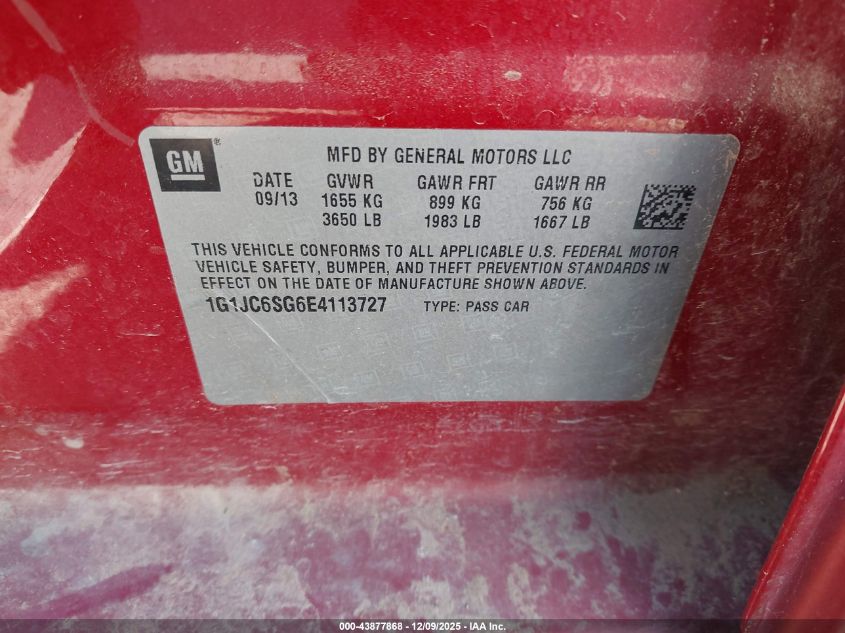 GM®
MFD BY GENERAL MOTORS LLC
DATE GVWR GAWR FRT GAWR RR
09/13 1655 KG 899 KG 756 KG
3650 LB 1983 LB 1667 LB
THIS VEHICLE CONFORMS TO ALL APPLICABLE U.S. FEDERAL MOTOR
VEHICLE SAFETY, BUMPER, AND THEFT PREVENTION STANDARDS IN
EFFECT ON THE DATE OF MANUFACTURE SHOWN ABOVE.
1G1JC6SG6E4113727 TYPE: PASS CAR
000-43877868 • 12/09/2025 - IAA Inc.